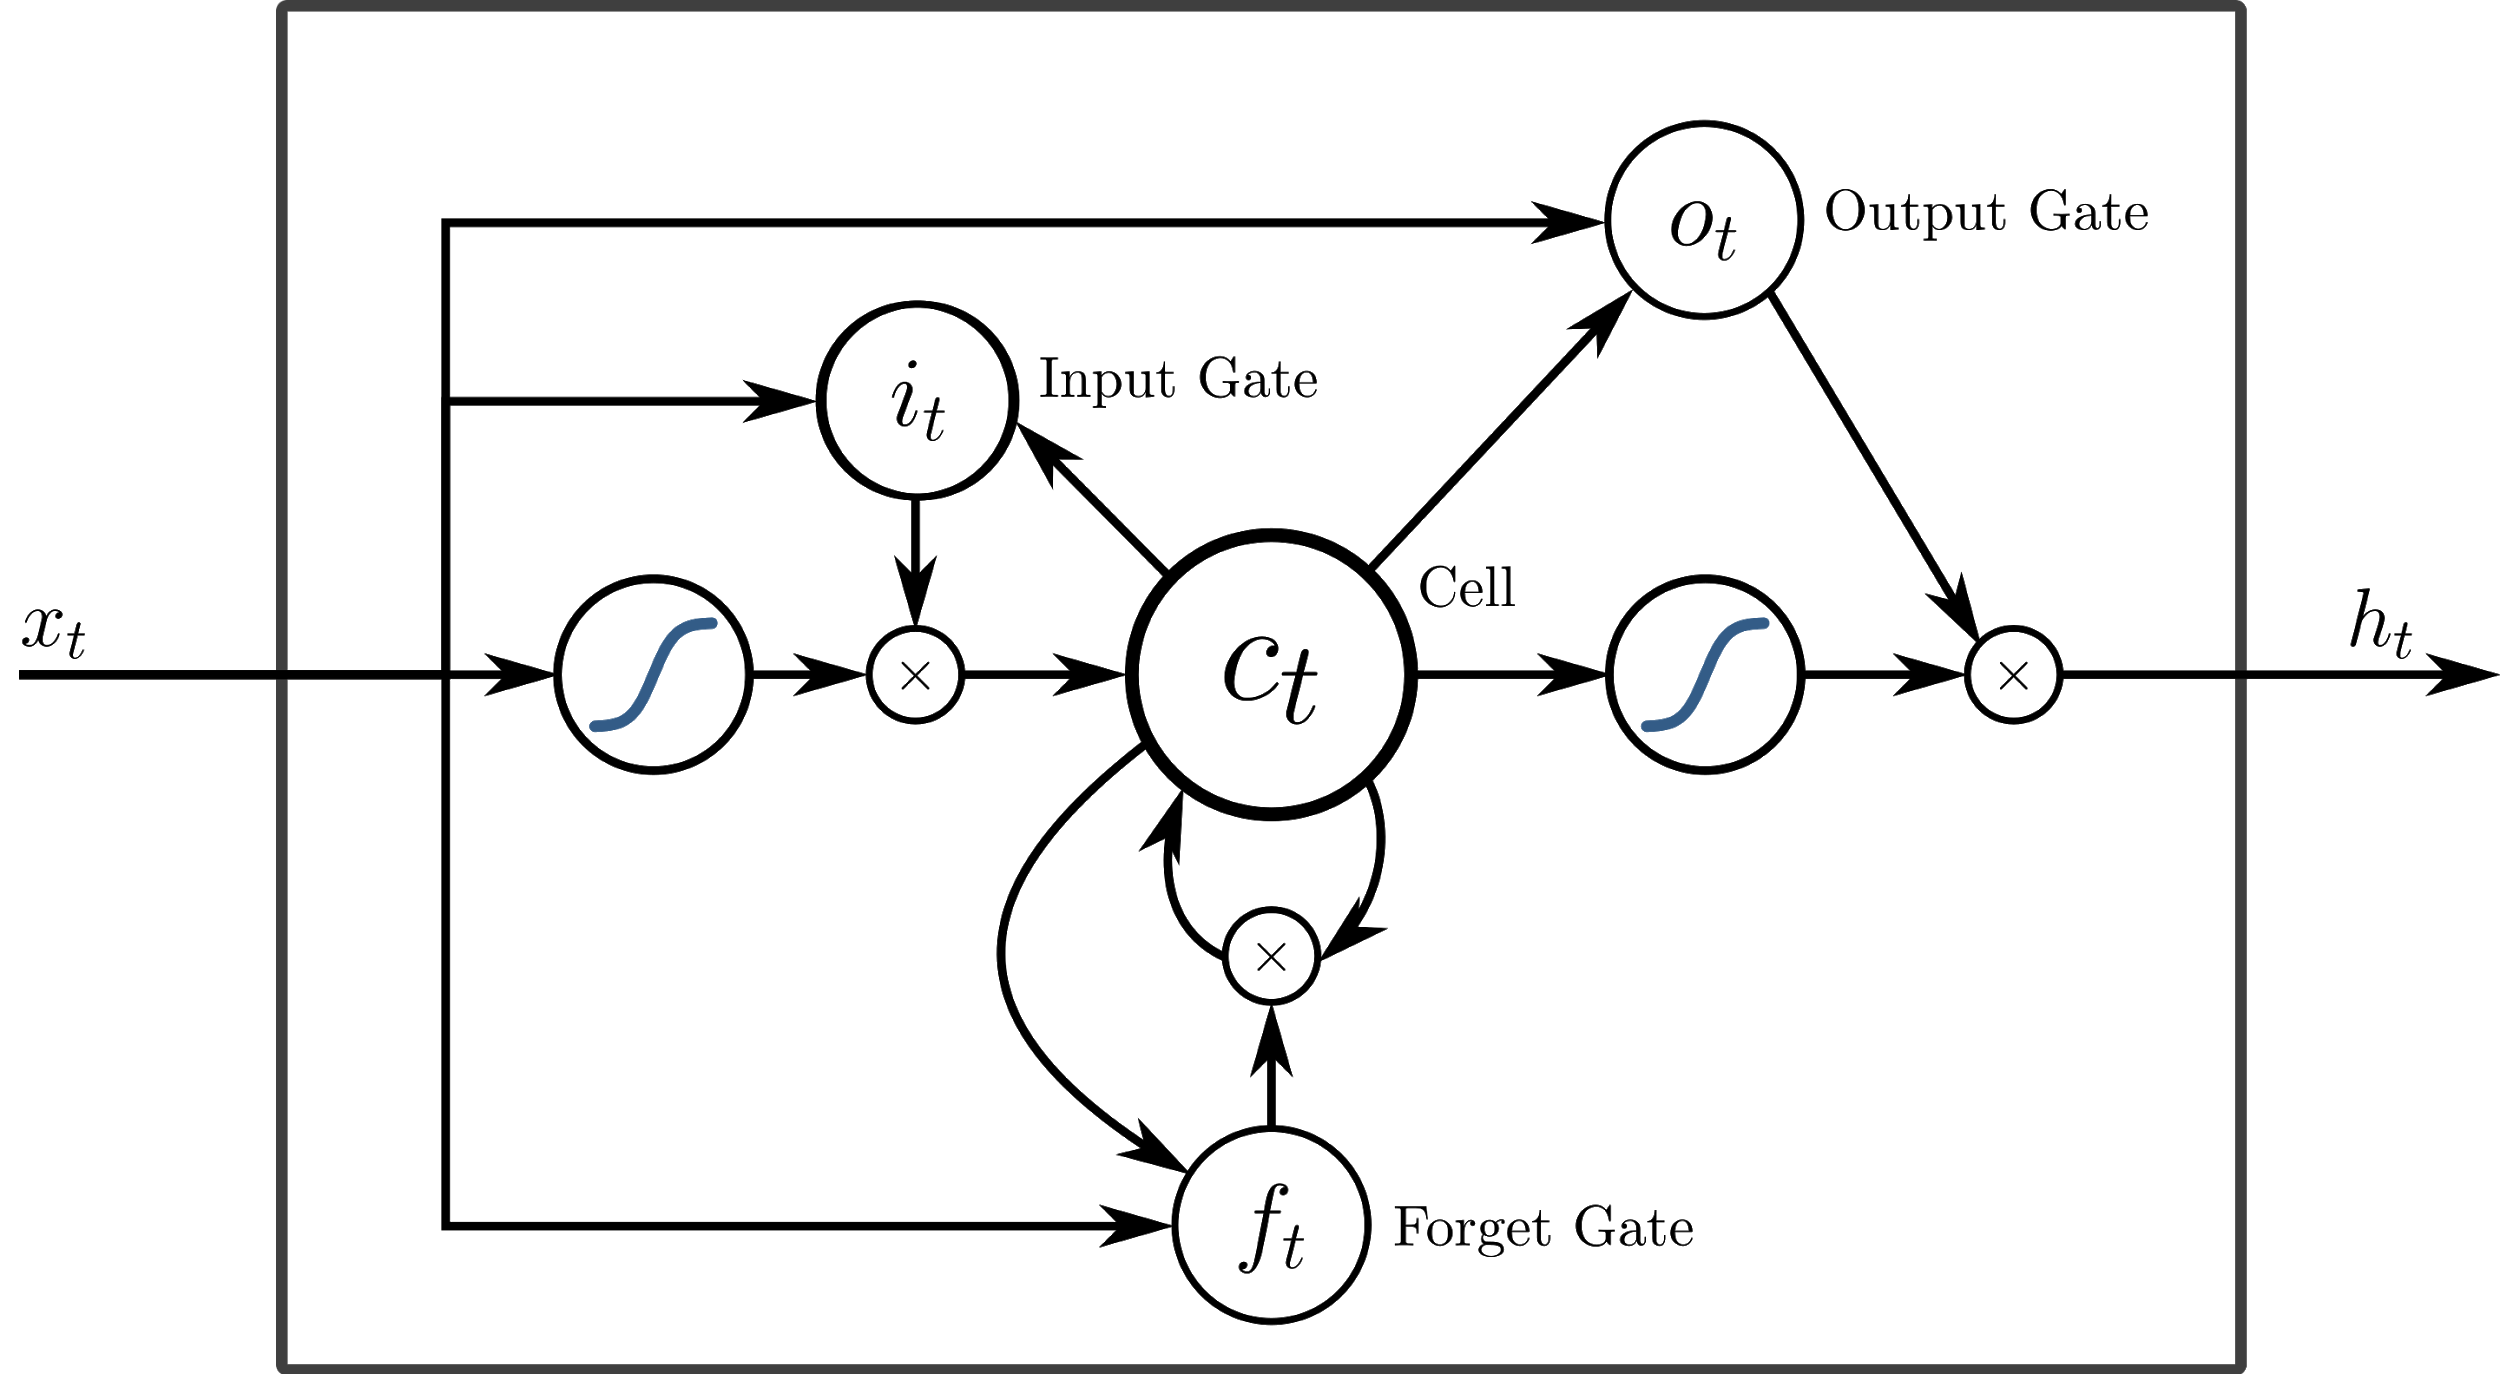 o_t Output Gate
i_t Input Gate
Cell
x_t
h_t
×
c_t
×
×
f_t Forget Gate